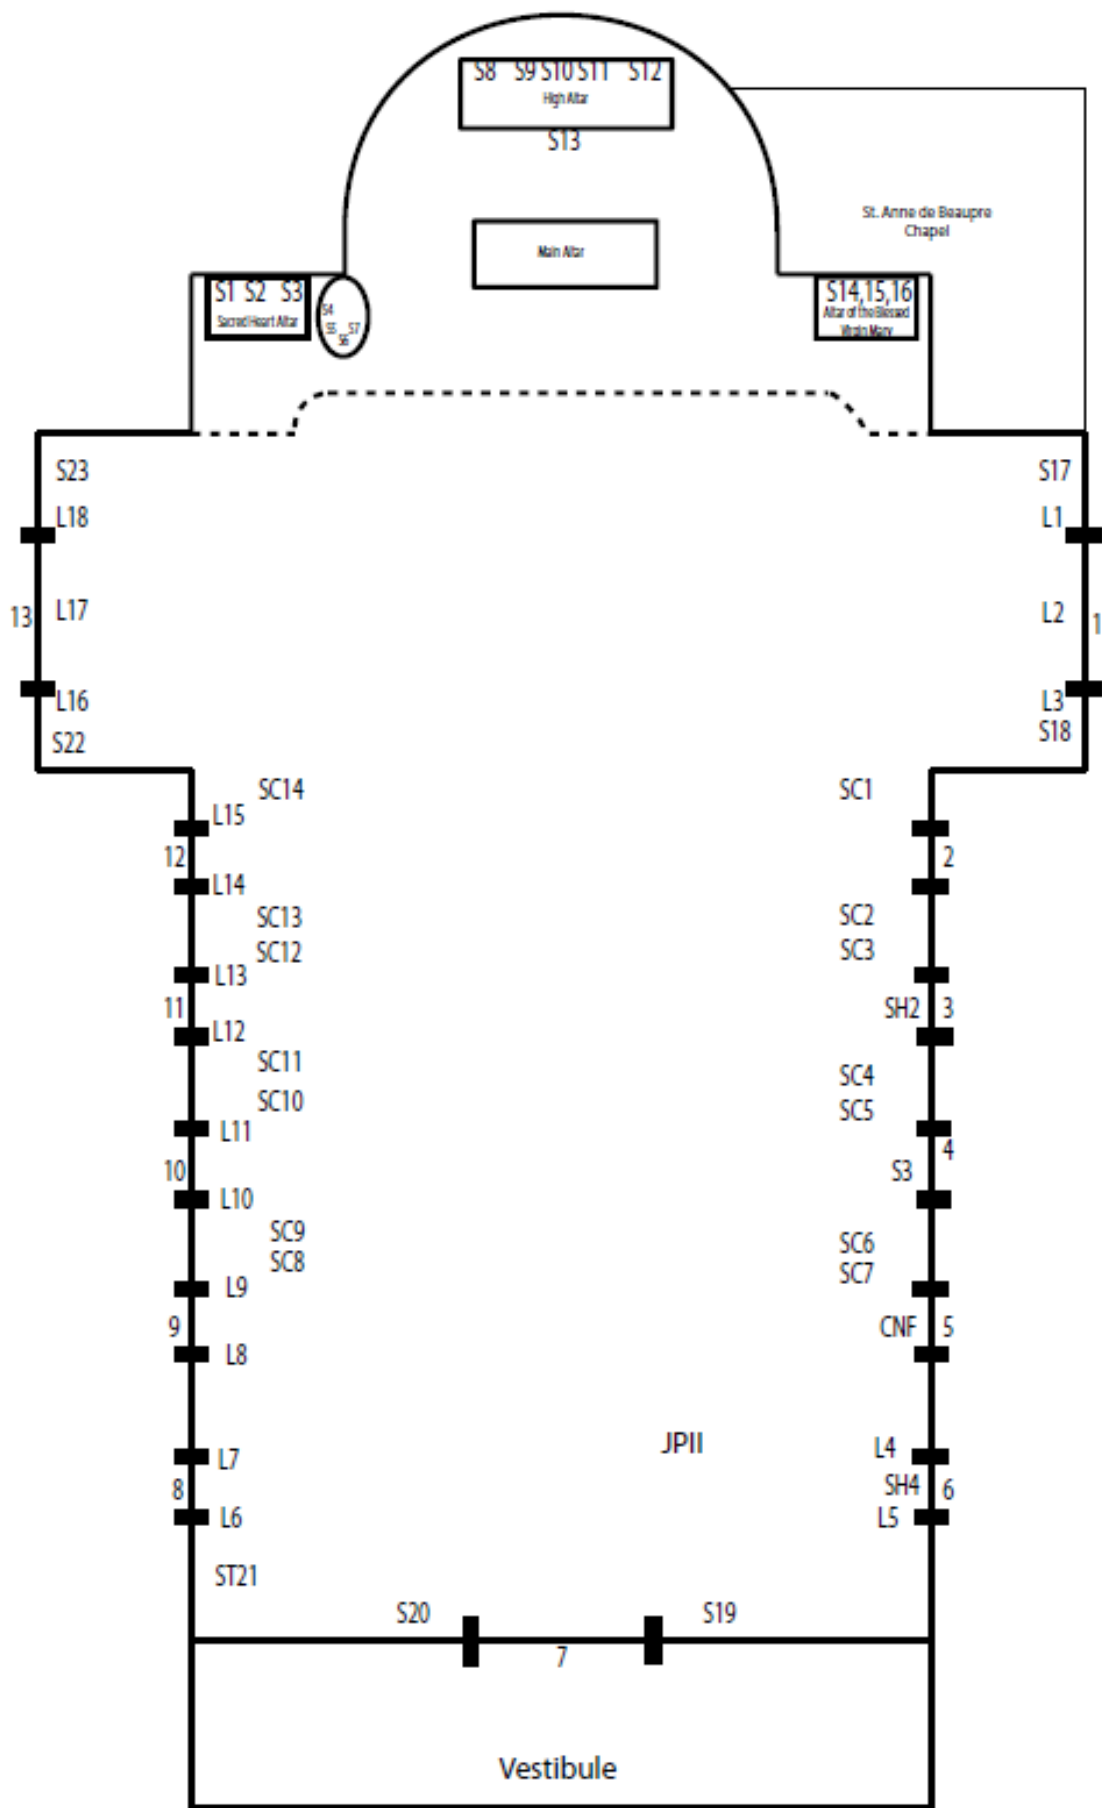 S8 S9 S10 S11 S12
High Altar
S13
St. Anne de Beaupre
Chapel
Main Altar
S1 S2 S3
Sacred Heart Altar
S4
S5 S7
S6
S14,15,16
Altar of the Blessed
Virgin Mary
S23 S17
L18 L1
13 L17 L2 1
L16 L3
S22 S18
SC14 SC1
L15
12 2
L14
SC13 SC2
SC12 SC3
L13
11 SH2 3
L12
SC11 SC4
SC10 SC5
L11
4
10 S3
L10
SC9 SC6
SC8 SC7
L9
9 CNF 5
L8
JPII L4
L7
8 SH4 6
L6 L5
ST21
S20 S19
7
Vestibule